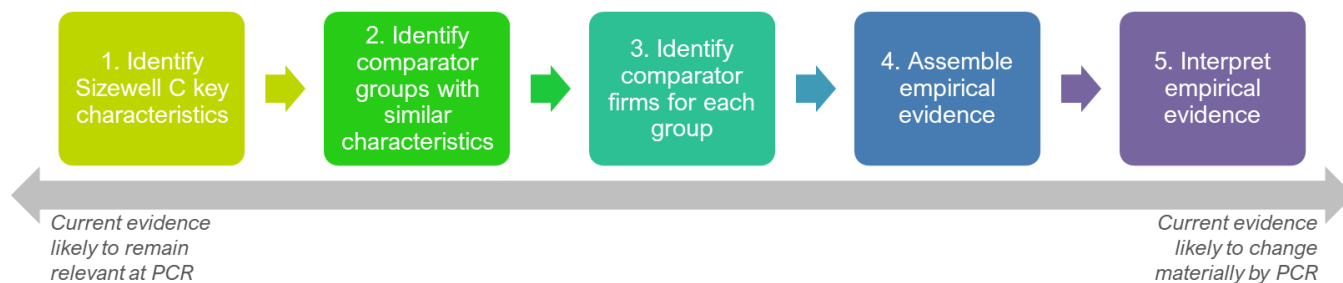 1. Identify
Sizewell C key
characteristics
2. Identify
comparator
groups with
similar
characteristics
3. Identify
comparator
firms for each
group
4. Assemble
empirical
evidence
5. Interpret
empirical
evidence
Current evidence
likely to remain
relevant at PCR
Current evidence
likely to change
materially by PCR